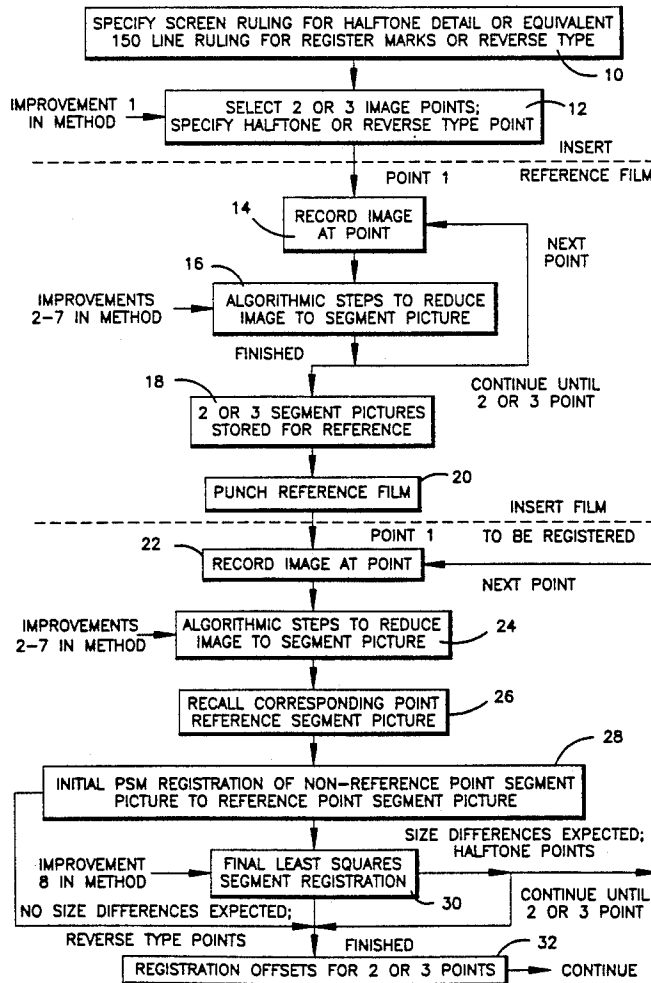 SPECIFY SCREEN RULING FOR HALFTONE DETAIL OR EQUIVALENT
150 LINE RULING FOR REGISTER MARKS OR REVERSE TYPE
10
IMPROVEMENT 1
IN METHOD
SELECT 2 OR 3 IMAGE POINTS;
SPECIFY HALFTONE OR REVERSE TYPE POINT
12
INSERT
REFERENCE FILM
POINT 1
14
RECORD IMAGE
AT POINT
NEXT
POINT
16
IMPROVEMENTS
2-7 IN METHOD
ALGORITHMIC STEPS TO REDUCE
IMAGE TO SEGMENT PICTURE
FINISHED
CONTINUE UNTIL
2 OR 3 POINT
18
2 OR 3 SEGMENT PICTURES
STORED FOR REFERENCE
20
PUNCH REFERENCE FILM
INSERT FILM
TO BE REGISTERED
POINT 1
22
RECORD IMAGE AT POINT
NEXT POINT
IMPROVEMENTS
2-7 IN METHOD
ALGORITHMIC STEPS TO REDUCE
IMAGE TO SEGMENT PICTURE
24
RECALL CORRESPONDING POINT
REFERENCE SEGMENT PICTURE
26
28
INITIAL PSM REGISTRATION OF NON-REFERENCE POINT SEGMENT
PICTURE TO REFERENCE POINT SEGMENT PICTURE
SIZE DIFFERENCES EXPECTED;
HALFTONE POINTS
IMPROVEMENT
8 IN METHOD
FINAL LEAST SQUARES
SEGMENT REGISTRATION
30
CONTINUE UNTIL
2 OR 3 POINT
NO SIZE DIFFERENCES EXPECTED;
REVERSE TYPE POINTS
FINISHED
32
REGISTRATION OFFSETS FOR 2 OR 3 POINTS
CONTINUE